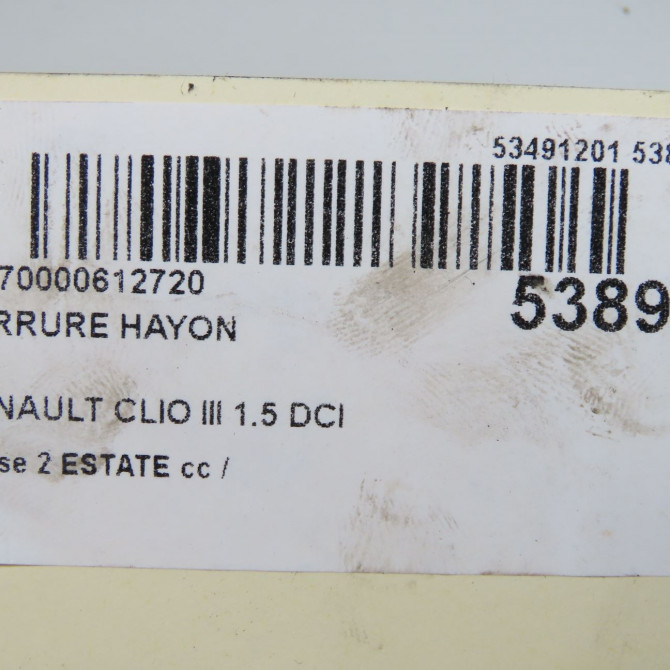 53491201 538
70000612720
5389
RRURE HAYON
NAULT CLIO III 1.5 DCI
se 2 ESTATE cc /